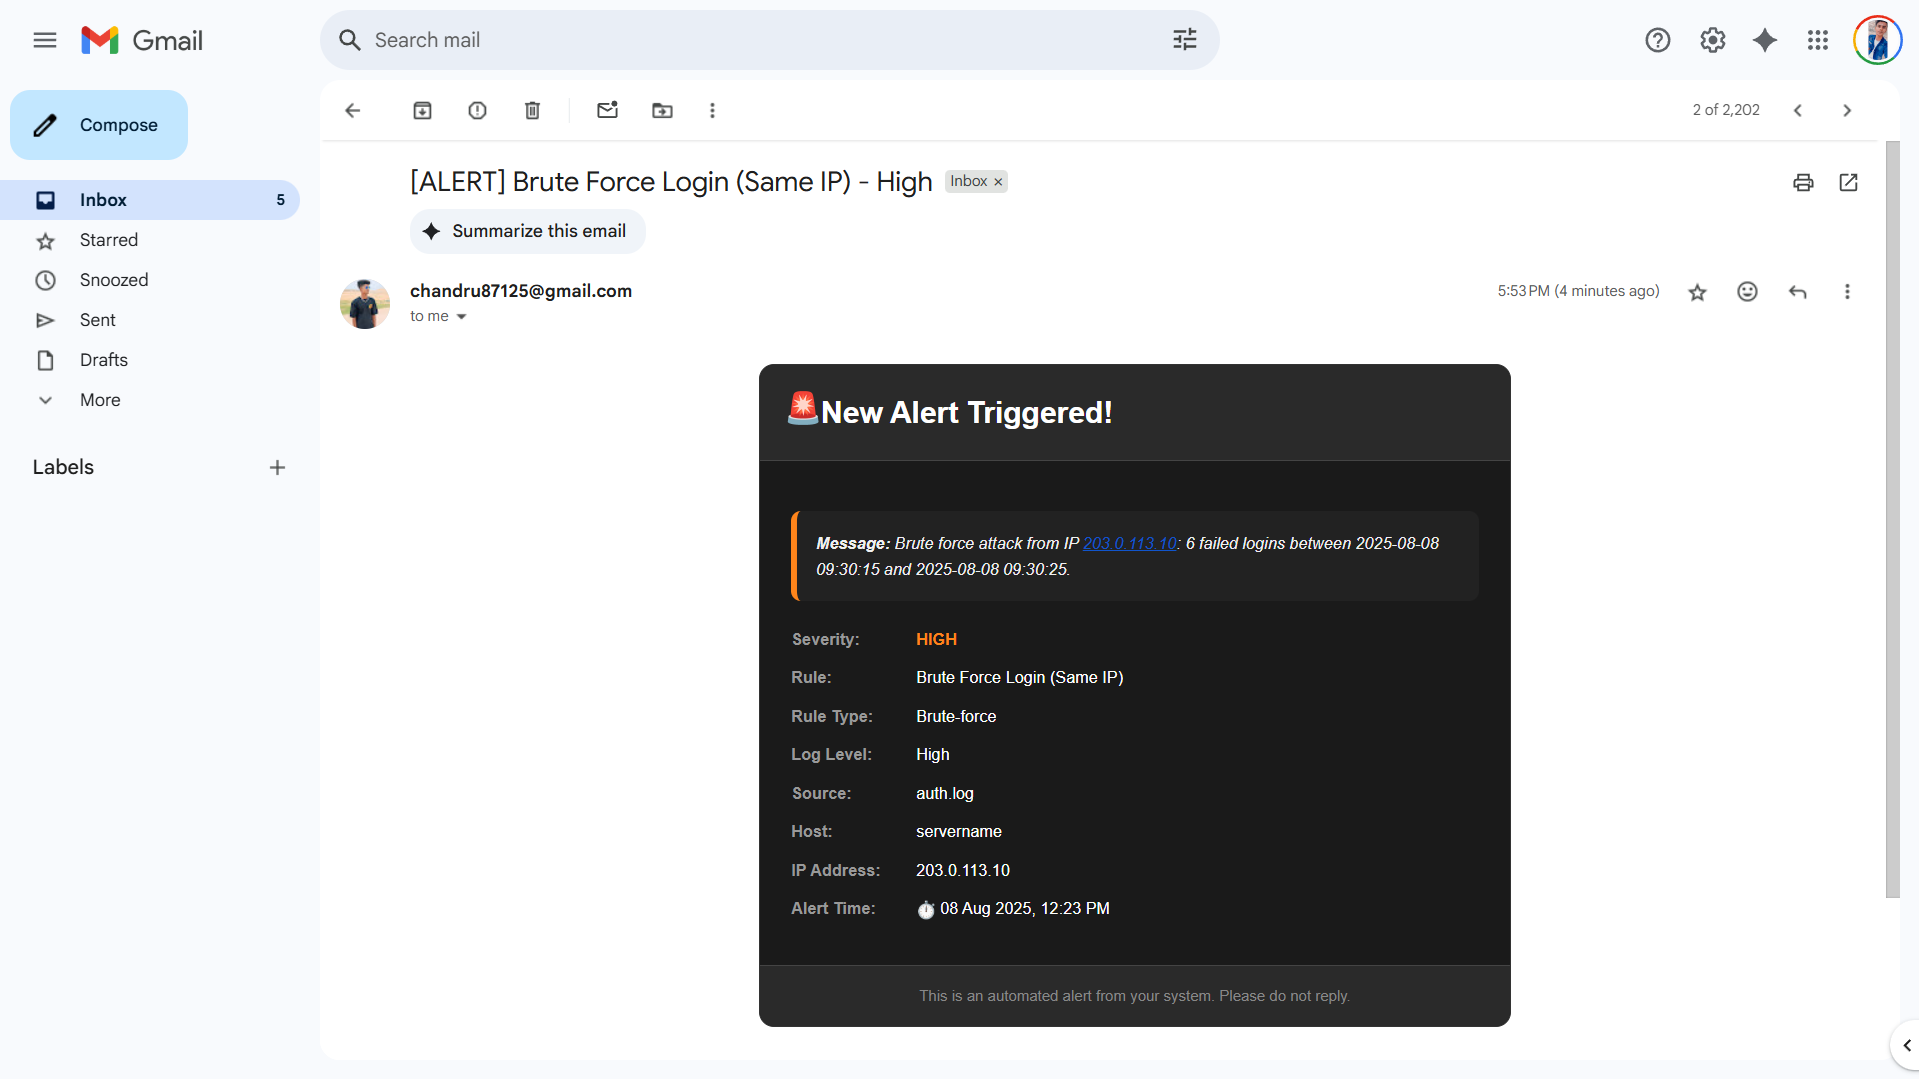 Gmail
Search mail
Compose
2 of 2,202
[ALERT] Brute Force Login (Same IP) - High
Inbox ×
Inbox 5
Summarize this email
Starred
Snoozed
chandru87125@gmail.com
5:53 PM (4 minutes ago)
to me
Sent
Drafts
More
Labels
New Alert Triggered!
Message: Brute force attack from IP 203.0.113.10: 6 failed logins between 2025-08-08
09:30:15 and 2025-08-08 09:30:25.
Severity: HIGH
Rule: Brute Force Login (Same IP)
Rule Type: Brute-force
Log Level: High
Source: auth.log
Host: servername
IP Address: 203.0.113.10
Alert Time: 08 Aug 2025, 12:23 PM
This is an automated alert from your system. Please do not reply.